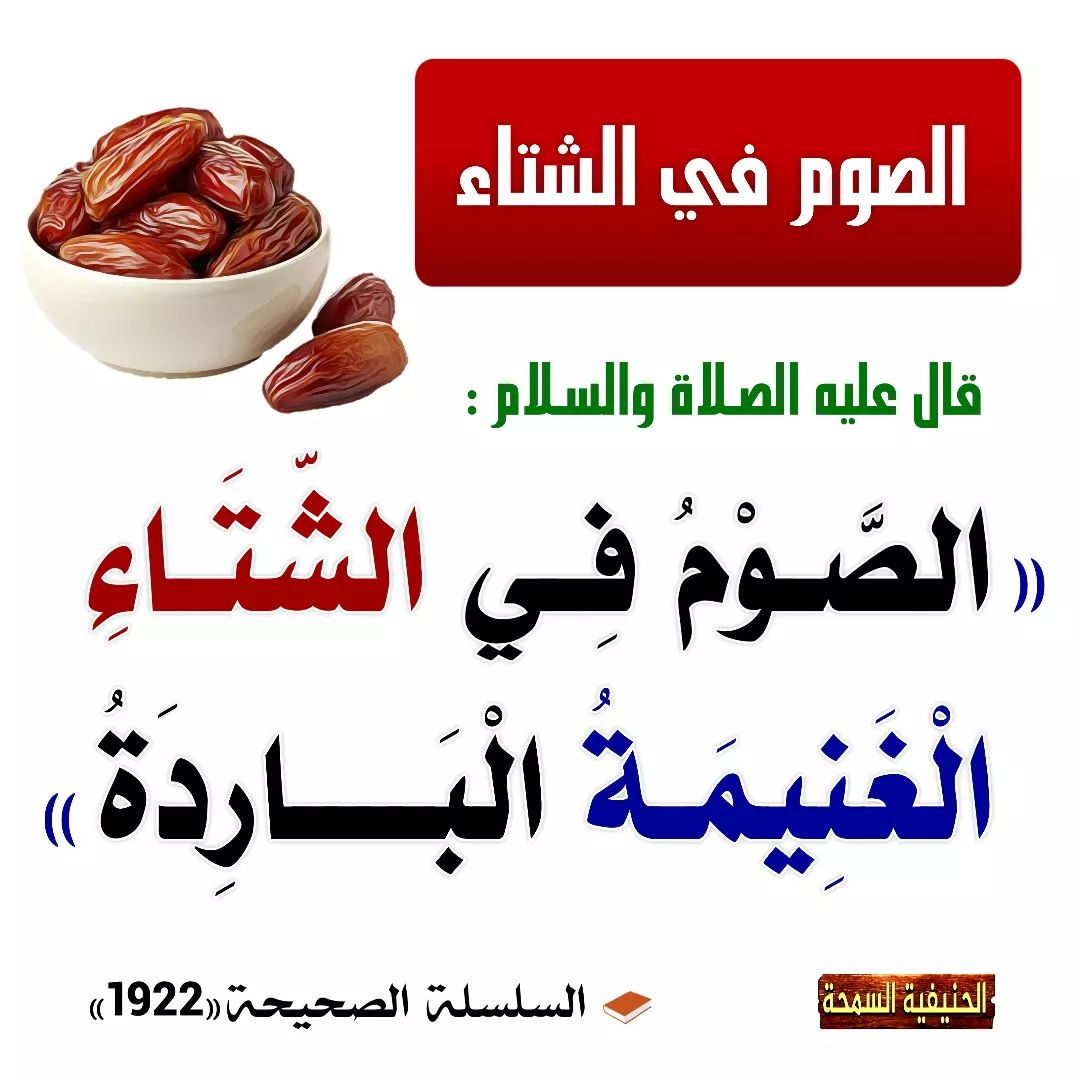 الصوم في الشتاء
قال عليه الصلاة والسلام :
(( الصَّوْمُ فِي الشّتَاءِ
الْغَنِيمَةُ الْبَارِدَةُ ))
السلسلة الصحيحة ((1922))
الحنيفية السمحة